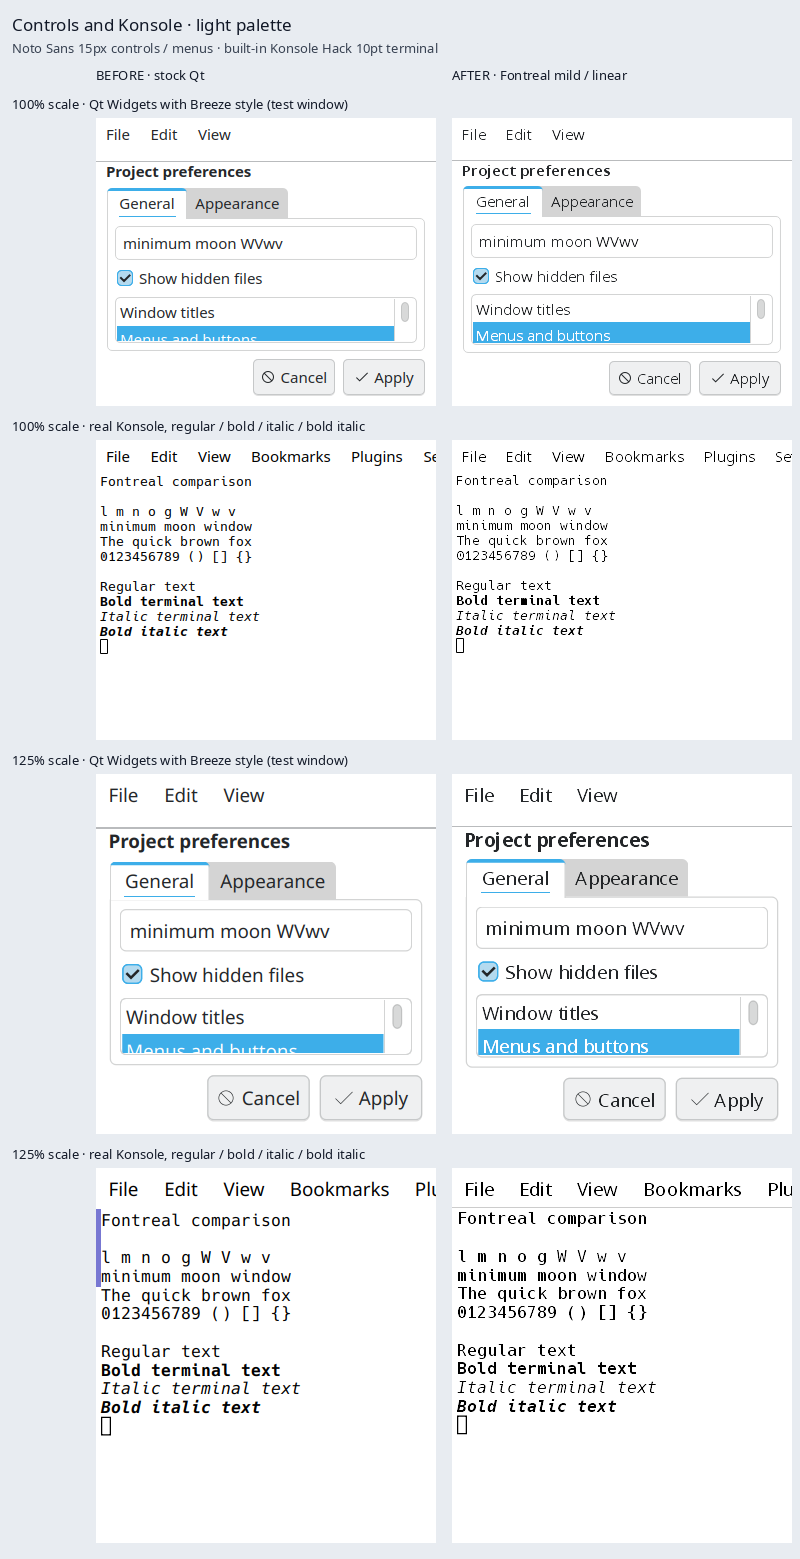 Controls and Konsole · light palette
Noto Sans 15px controls / menus · built-in Konsole Hack 10pt terminal
BEFORE · stock Qt
AFTER · Fontreal mild / linear
100% scale · Qt Widgets with Breeze style (test window)
File Edit View
Project preferences
General Appearance
minimum moon WVwv
Show hidden files
Window titles
Menus and buttons
Cancel Apply
File Edit View
Project preferences
General Appearance
minimum moon WVwv
Show hidden files
Window titles
Menus and buttons
Cancel Apply
100% scale · real Konsole, regular / bold / italic / bold italic
File Edit View Bookmarks Plugins Se
Fontreal comparison
l m n o g W V w v
minimum moon window
The quick brown fox
0123456789 () [] {}
Regular text
Bold terminal text
Italic terminal text
Bold italic text
File Edit View Bookmarks Plugins Se
Fontreal comparison
l m n o g W V w v
minimum moon window
The quick brown fox
0123456789 () [] {}
Regular text
Bold terminal text
Italic terminal text
Bold italic text
125% scale · Qt Widgets with Breeze style (test window)
File Edit View
Project preferences
General Appearance
minimum moon WVwv
Show hidden files
Window titles
Menus and buttons
Cancel Apply
File Edit View
Project preferences
General Appearance
minimum moon WVwv
Show hidden files
Window titles
Menus and buttons
Cancel Apply
125% scale · real Konsole, regular / bold / italic / bold italic
File Edit View Bookmarks Plu
Fontreal comparison
l m n o g W V w v
minimum moon window
The quick brown fox
0123456789 () [] {}
Regular text
Bold terminal text
Italic terminal text
Bold italic text
File Edit View Bookmarks Plu
Fontreal comparison
l m n o g W V w v
minimum moon window
The quick brown fox
0123456789 () [] {}
Regular text
Bold terminal text
Italic terminal text
Bold italic text